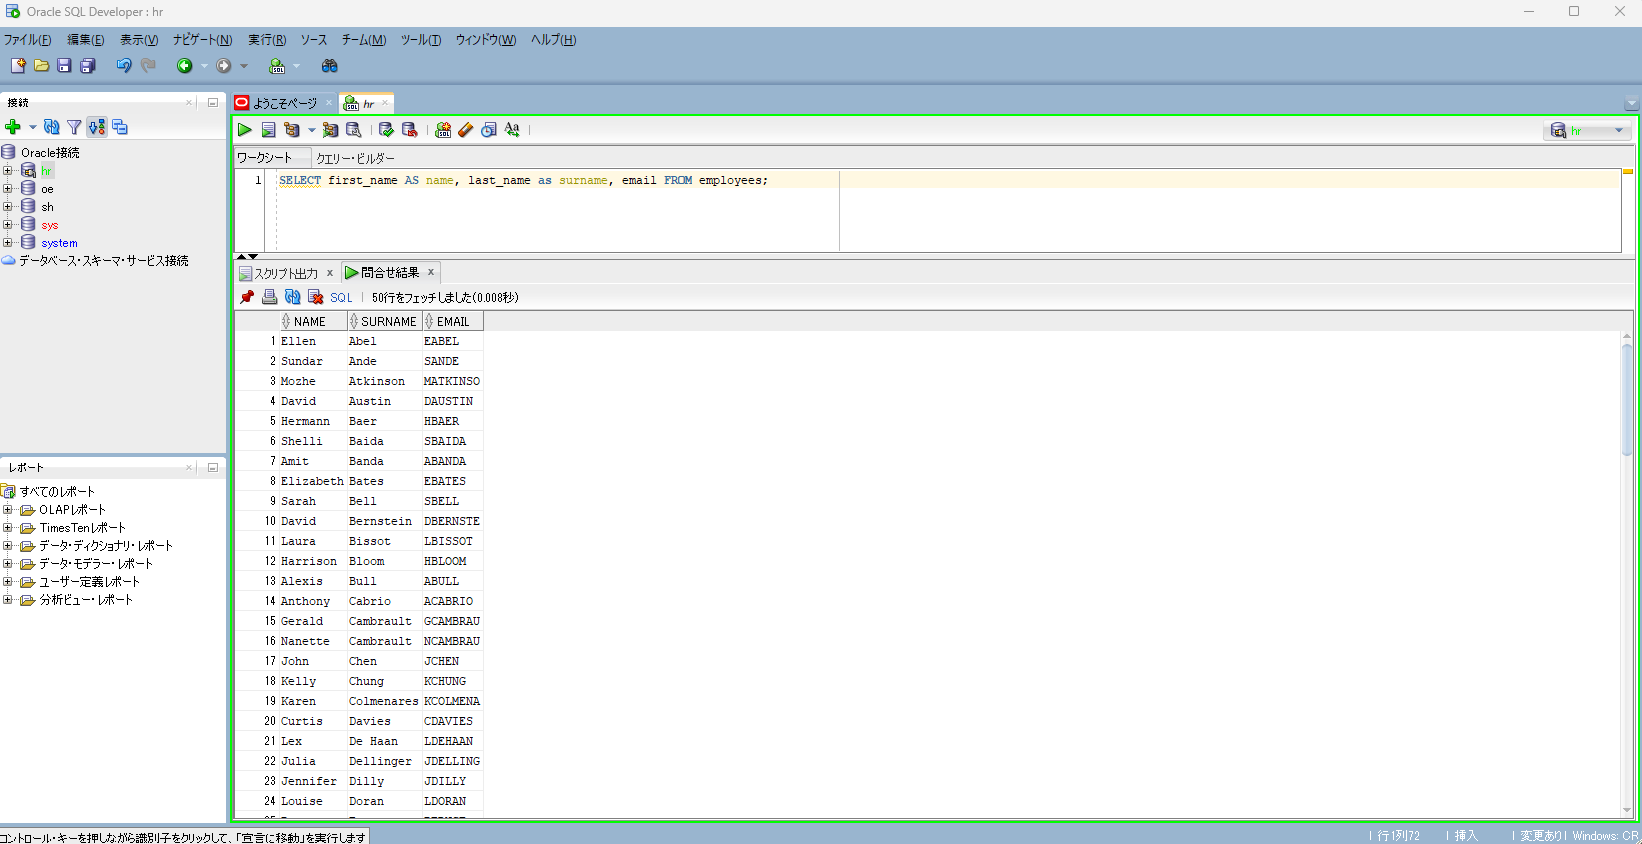 Oracle SQL Developer : hr
ファイル(F) 編集(E) 表示(V) ナビゲート(N) 実行(R) ソース チーム(M) ツール(T) ウィンドウ(W) ヘルプ(H)
接続
Oracle接続
hr
oe
sh
sys
system
データベース・スキーマ・サービス接続
レポート
すべてのレポート
OLAPレポート
TimesTenレポート
データ・ディクショナリ・レポート
データ・モデラー・レポート
ユーザー定義レポート
分析ビュー・レポート
ようこそページ hr
SQL Aa hr
ワークシート クエリー・ビルダー
1 SELECT first_name AS name, last_name as surname, email FROM employees;
スクリプト出力 x 問合せ結果 x
SQL | 50行をフェッチしました(0.008秒)
NAME SURNAME EMAIL
1 Ellen Abel EABEL
2 Sundar Ande SANDE
3 Mozhe Atkinson MATKINSO
4 David Austin DAUSTIN
5 Hermann Baer HBAER
6 Shelli Baida SBAIDA
7 Amit Banda ABANDA
8 Elizabeth Bates EBATES
9 Sarah Bell SBELL
10 David Bernstein DBERNSTE
11 Laura Bissot LBISSOT
12 Harrison Bloom HBLOOM
13 Alexis Bull ABULL
14 Anthony Cabrio ACABRIO
15 Gerald Cambrault GCAMBRAU
16 Nanette Cambrault NCAMBRAU
17 John Chen JCHEN
18 Kelly Chung KCHUNG
19 Karen Colmenares KCOLMENA
20 Curtis Davies CDAVIES
21 Lex De Haan LDEHAAN
22 Julia Dellinger JDELLING
23 Jennifer Dilly JDILLY
24 Louise Doran LDORAN
コントロール・キーを押しながら識別子をクリックして、「宣言に移動」を実行します
| 行1列72 | 挿入 | 変更あり | Windows: CR